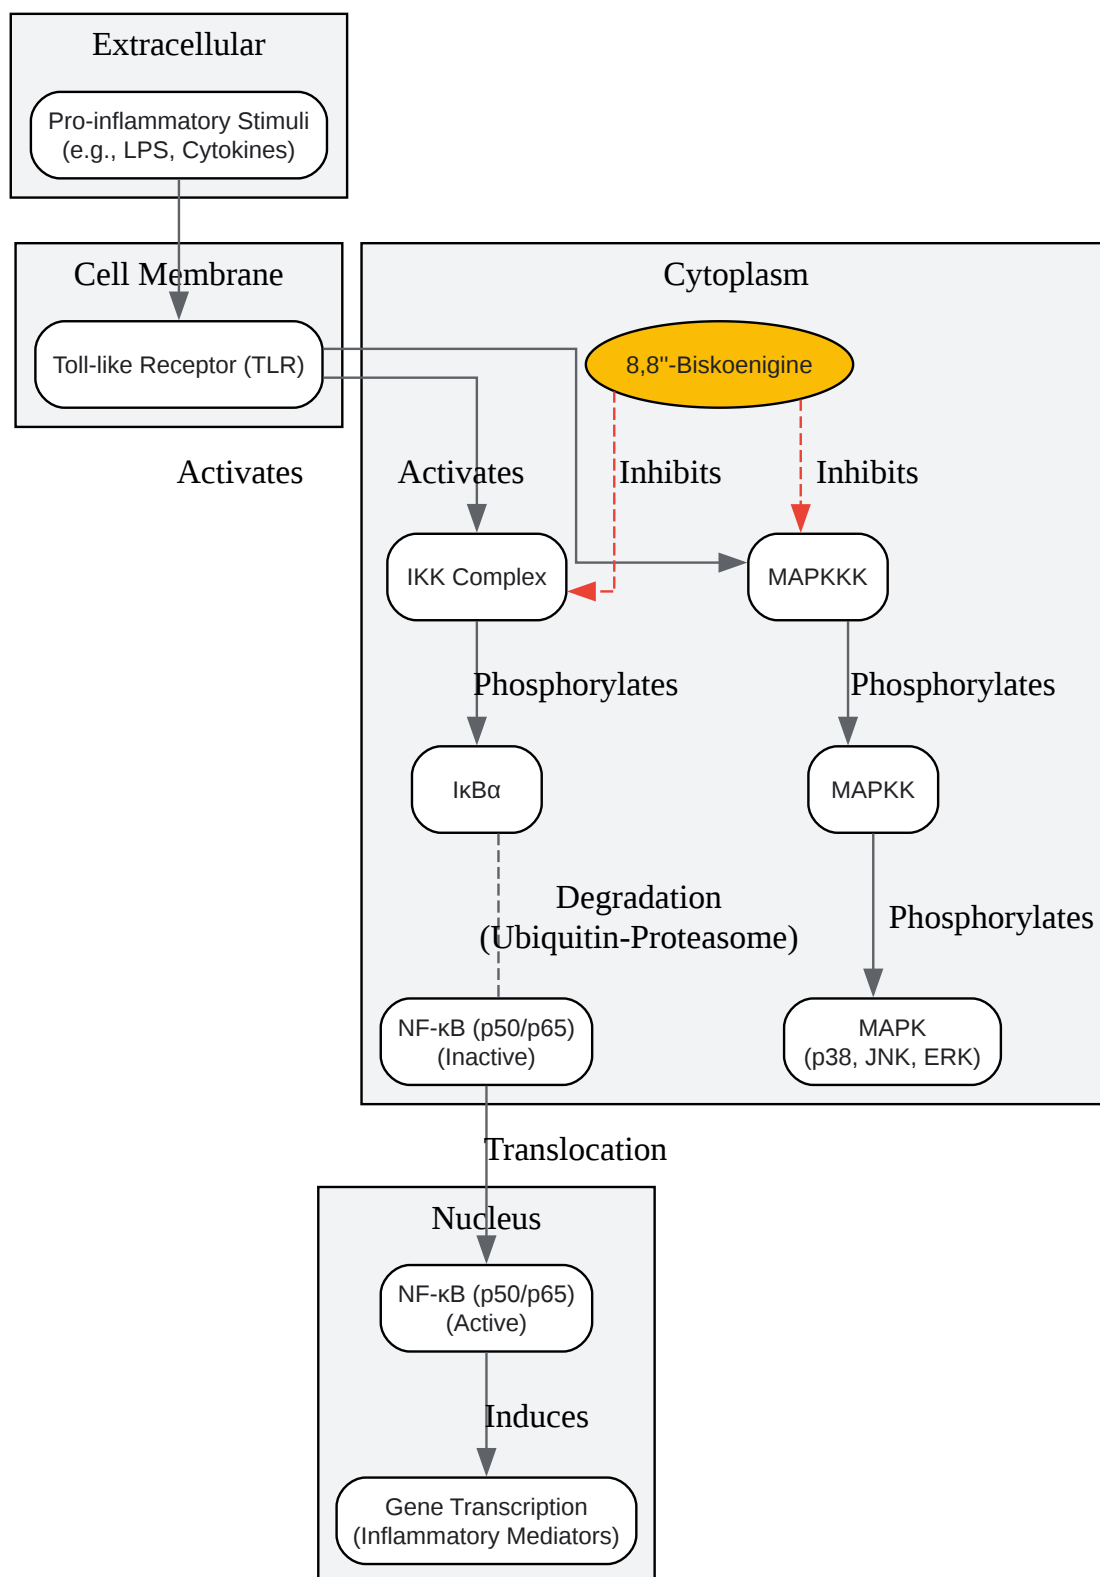 Extracellular
Pro-inflammatory Stimuli
(e.g., LPS, Cytokines)
Cell Membrane
Toll-like Receptor (TLR)
Cytoplasm
8,8"-Biskoenigine
Activates
Activates
Inhibits
Inhibits
IKK Complex
MAPKKK
Phosphorylates
Phosphorylates
IκBα
MAPKK
Degradation
(Ubiquitin-Proteasome)
Phosphorylates
NF-κB (p50/p65)
(Inactive)
MAPK
(p38, JNK, ERK)
Translocation
Nucleus
NF-κB (p50/p65)
(Active)
Induces
Gene Transcription
(Inflammatory Mediators)